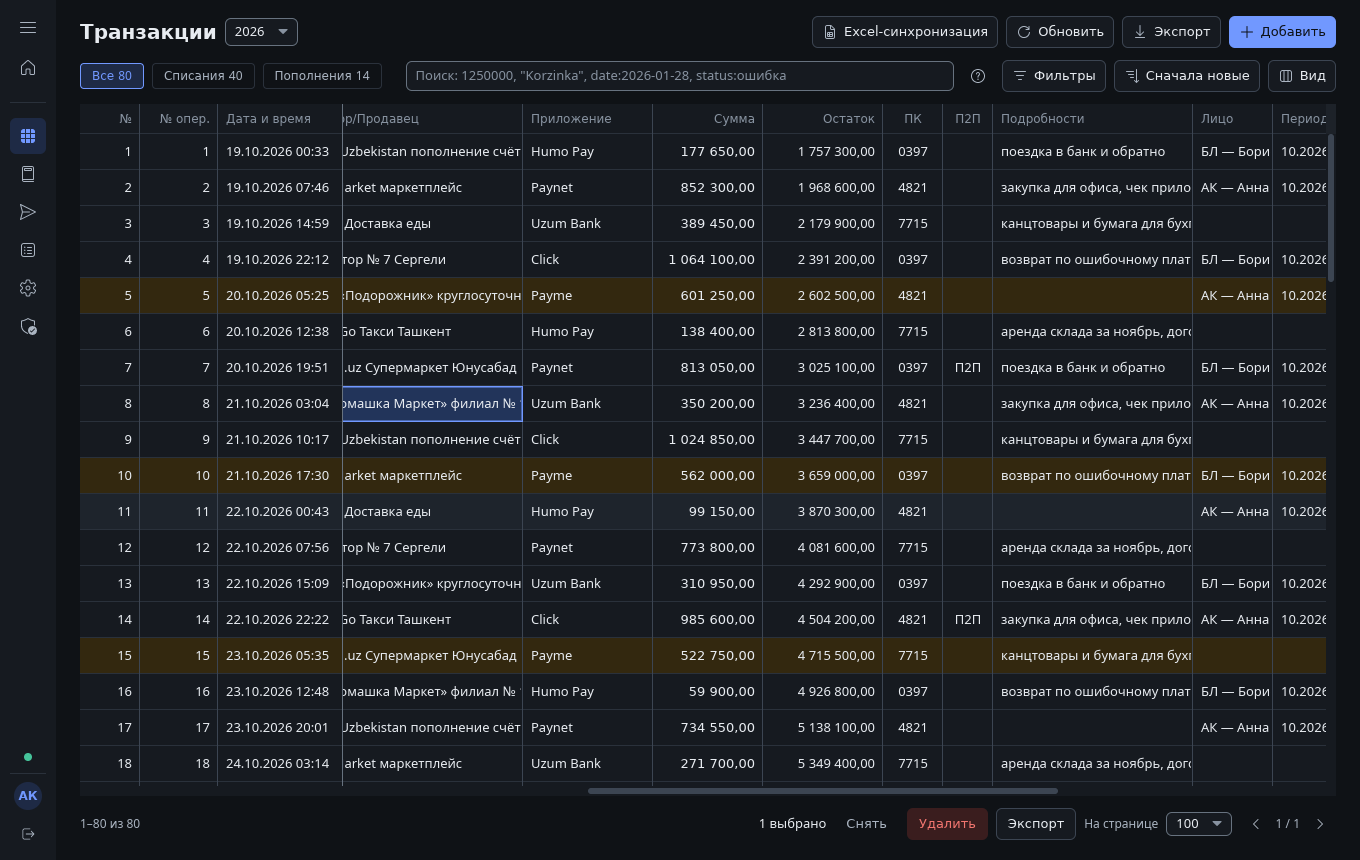 Транзакции 2026 Excel-синхронизация Обновить Экспорт Добавить
Все 80 Списания 40 Пополнения 14 Поиск: 1250000, "Korzinka", date:2026-01-28, status:ошибка Фильтры Сначала новые Вид
№ № опер. Дата и время ор/Продавец Приложение Сумма Остаток ПК П2П Подробности Лицо Период
1 1 19.10.2026 00:33 Uzbekistan пополнение счёт Humo Pay 177 650,00 1 757 300,00 0397 поездка в банк и обратно БЛ — Бори 10.2026
2 2 19.10.2026 07:46 arket маркетплейс Paynet 852 300,00 1 968 600,00 4821 закупка для офиса, чек прило АК — Анна 10.2026
3 3 19.10.2026 14:59 Доставка еды Uzum Bank 389 450,00 2 179 900,00 7715 канцтовары и бумага для бухг
4 4 19.10.2026 22:12 тор № 7 Сергели Click 1 064 100,00 2 391 200,00 0397 возврат по ошибочному плат БЛ — Бори 10.2026
5 5 20.10.2026 05:25 «Подорожник» круглосуточн Payme 601 250,00 2 602 500,00 4821 АК — Анна 10.2026
6 6 20.10.2026 12:38 Go Такси Ташкент Humo Pay 138 400,00 2 813 800,00 7715 аренда склада за ноябрь, дого
7 7 20.10.2026 19:51 .uz Супермаркет Юнусабад Paynet 813 050,00 3 025 100,00 0397 П2П поездка в банк и обратно БЛ — Бори 10.2026
8 8 21.10.2026 03:04 омашка Маркет» филиал № Uzum Bank 350 200,00 3 236 400,00 4821 закупка для офиса, чек прило АК — Анна 10.2026
9 9 21.10.2026 10:17 Uzbekistan пополнение счёт Click 1 024 850,00 3 447 700,00 7715 канцтовары и бумага для бухг
10 10 21.10.2026 17:30 arket маркетплейс Payme 562 000,00 3 659 000,00 0397 возврат по ошибочному плат БЛ — Бори 10.2026
11 11 22.10.2026 00:43 Доставка еды Humo Pay 99 150,00 3 870 300,00 4821 АК — Анна 10.2026
12 12 22.10.2026 07:56 тор № 7 Сергели Paynet 773 800,00 4 081 600,00 7715 аренда склада за ноябрь, дого
13 13 22.10.2026 15:09 «Подорожник» круглосуточн Uzum Bank 310 950,00 4 292 900,00 0397 поездка в банк и обратно БЛ — Бори 10.2026
14 14 22.10.2026 22:22 Go Такси Ташкент Click 985 600,00 4 504 200,00 4821 П2П закупка для офиса, чек прило АК — Анна 10.2026
15 15 23.10.2026 05:35 .uz Супермаркет Юнусабад Payme 522 750,00 4 715 500,00 7715 канцтовары и бумага для бухг
16 16 23.10.2026 12:48 омашка Маркет» филиал № Humo Pay 59 900,00 4 926 800,00 0397 возврат по ошибочному плат БЛ — Бори 10.2026
17 17 23.10.2026 20:01 Uzbekistan пополнение счёт Paynet 734 550,00 5 138 100,00 4821 АК — Анна 10.2026
18 18 24.10.2026 03:14 arket маркетплейс Uzum Bank 271 700,00 5 349 400,00 7715 аренда склада за ноябрь, дого
АК
1–80 из 80 1 выбрано Снять Удалить Экспорт На странице 100 1 / 1